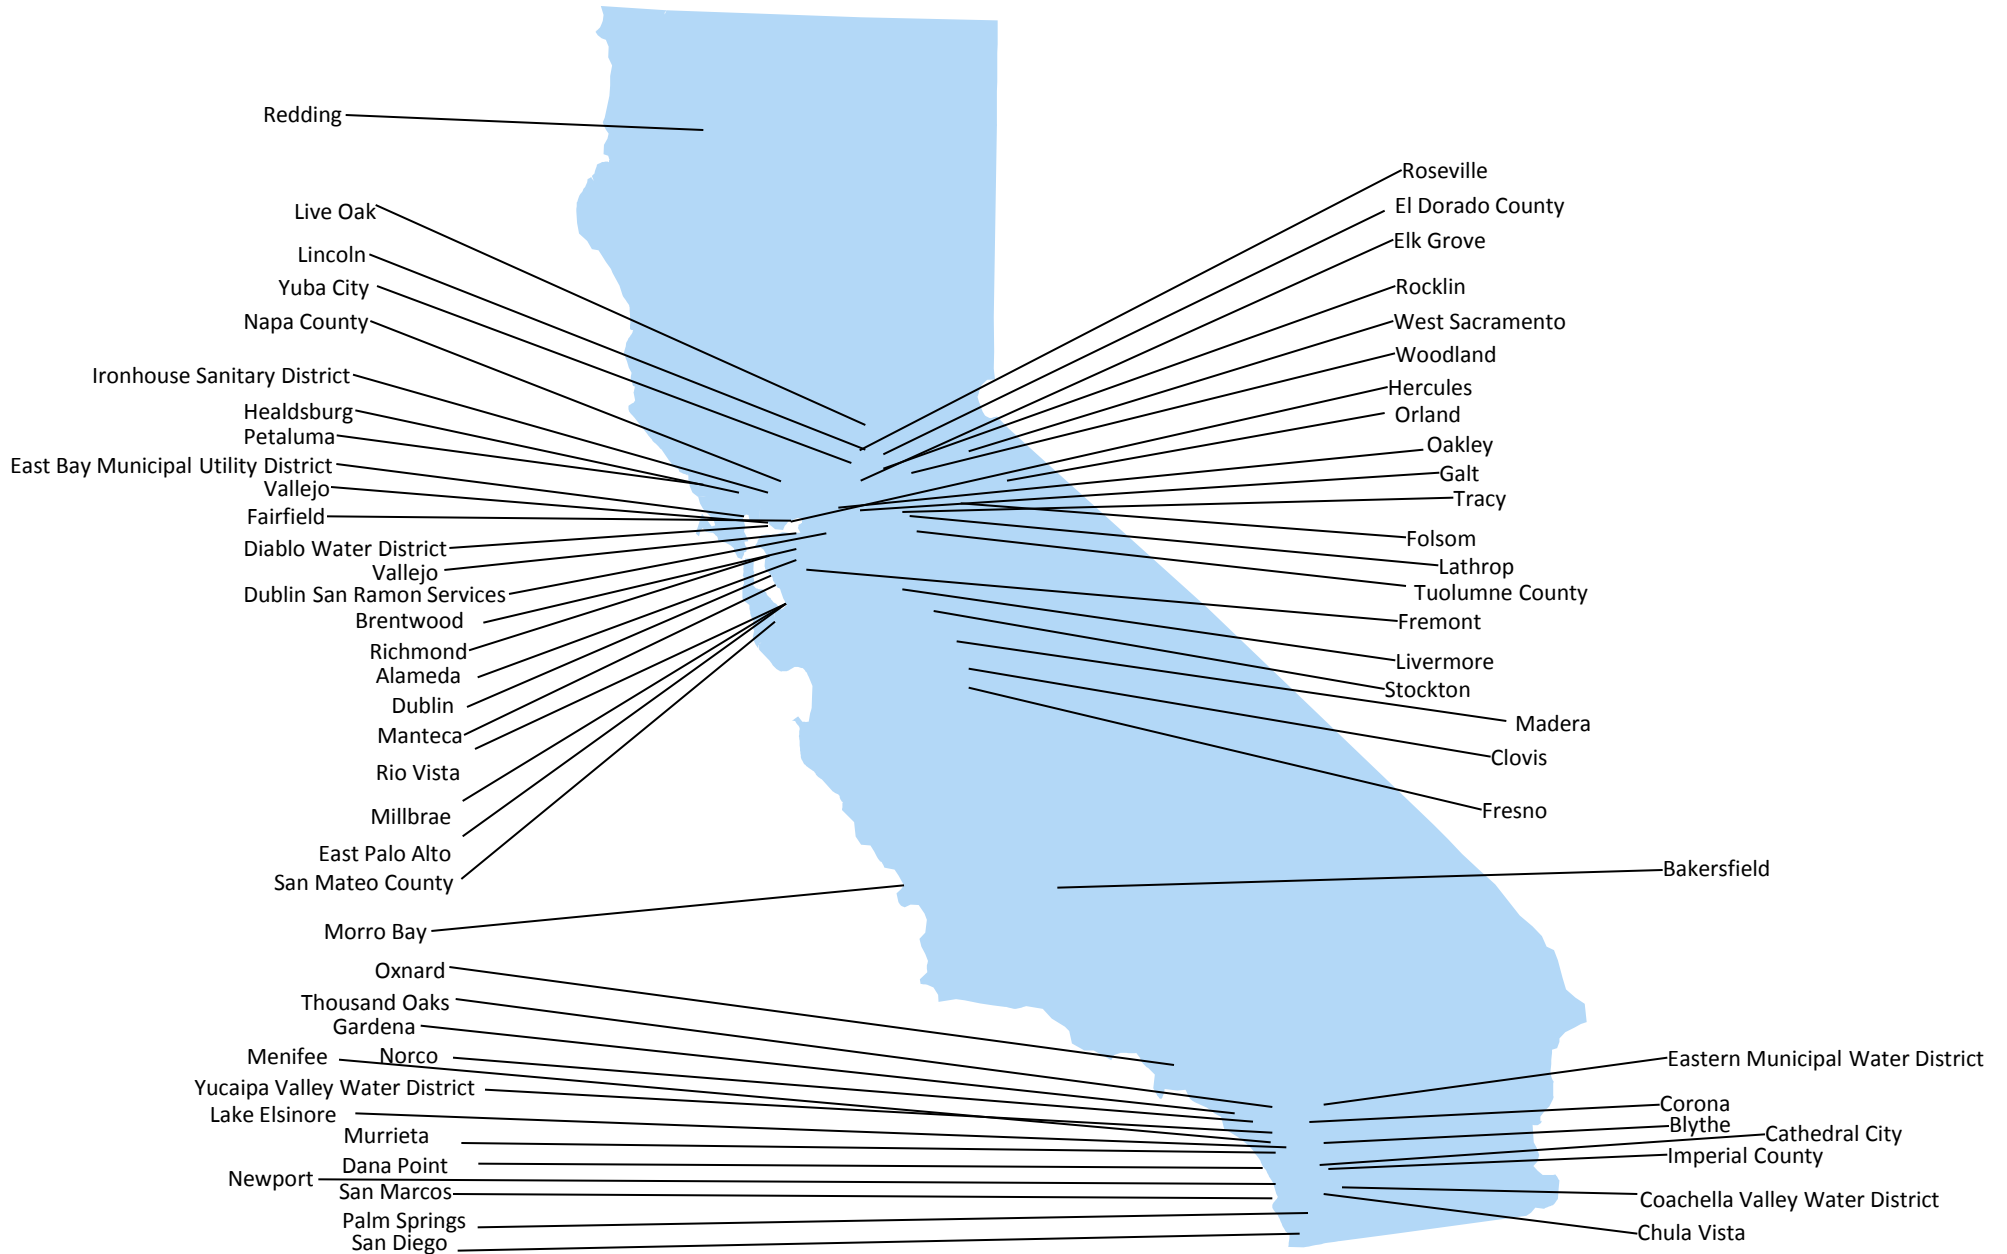 Redding
Live Oak
Lincoln
Yuba City
Napa County
Ironhouse Sanitary District
Healdsburg
Petaluma
East Bay Municipal Utility District
Vallejo
Fairfield
Diablo Water District
Vallejo
Dublin San Ramon Services
Brentwood
Richmond
Alameda
Dublin
Manteca
Rio Vista
Millbrae
East Palo Alto
San Mateo County
Morro Bay
Oxnard
Thousand Oaks
Gardena
Norco
Menifee
Yucaipa Valley Water District
Lake Elsinore
Murrieta
Dana Point
Newport
San Marcos
Palm Springs
San Diego
Roseville
El Dorado County
Elk Grove
Rocklin
West Sacramento
Woodland
Hercules
Orland
Oakley
Galt
Tracy
Folsom
Lathrop
Tuolumne County
Fremont
Livermore
Stockton
Madera
Clovis
Fresno
Bakersfield
Eastern Municipal Water District
Corona
Blythe
Cathedral City
Imperial County
Coachella Valley Water District
Chula Vista